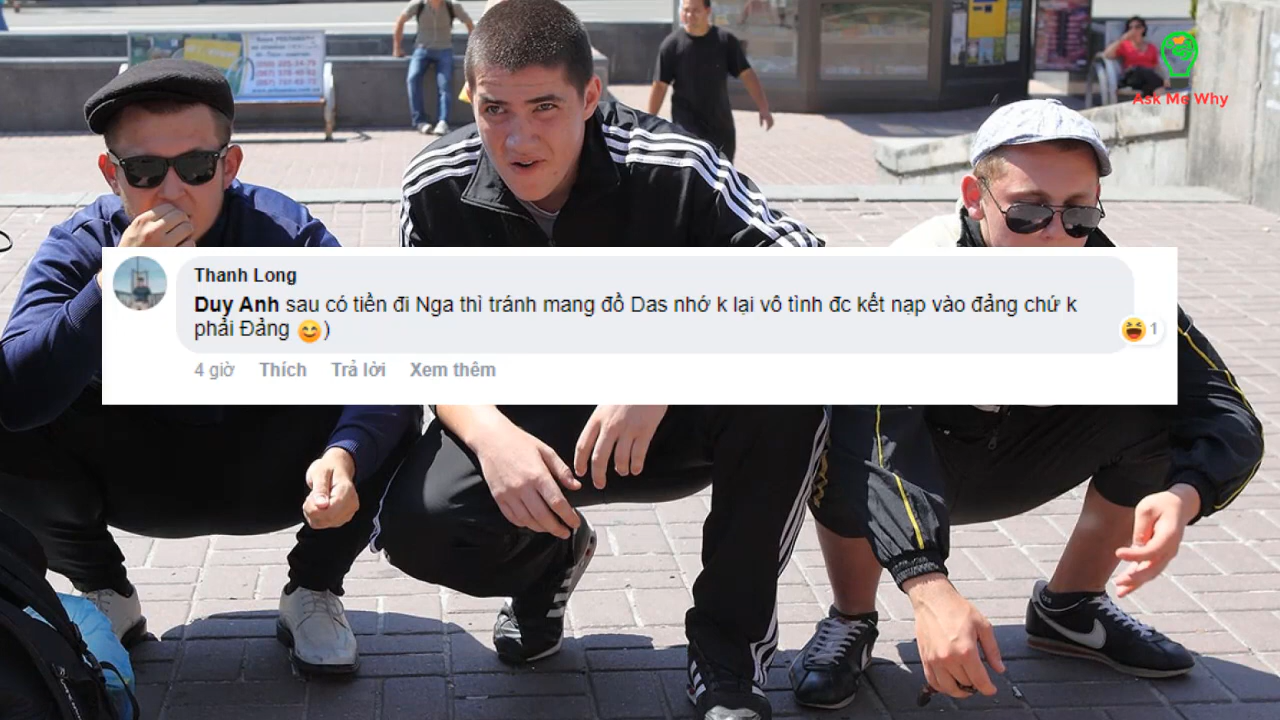 Ask Me Why
Thanh Long
Duy Anh sau có tiền đi Nga thì tránh mang đồ Das nhớ k lại vô tình đc kết nạp vào đảng chứ k
phải Đảng 😊)
1
4 giờ Thích Trả lời Xem thêm